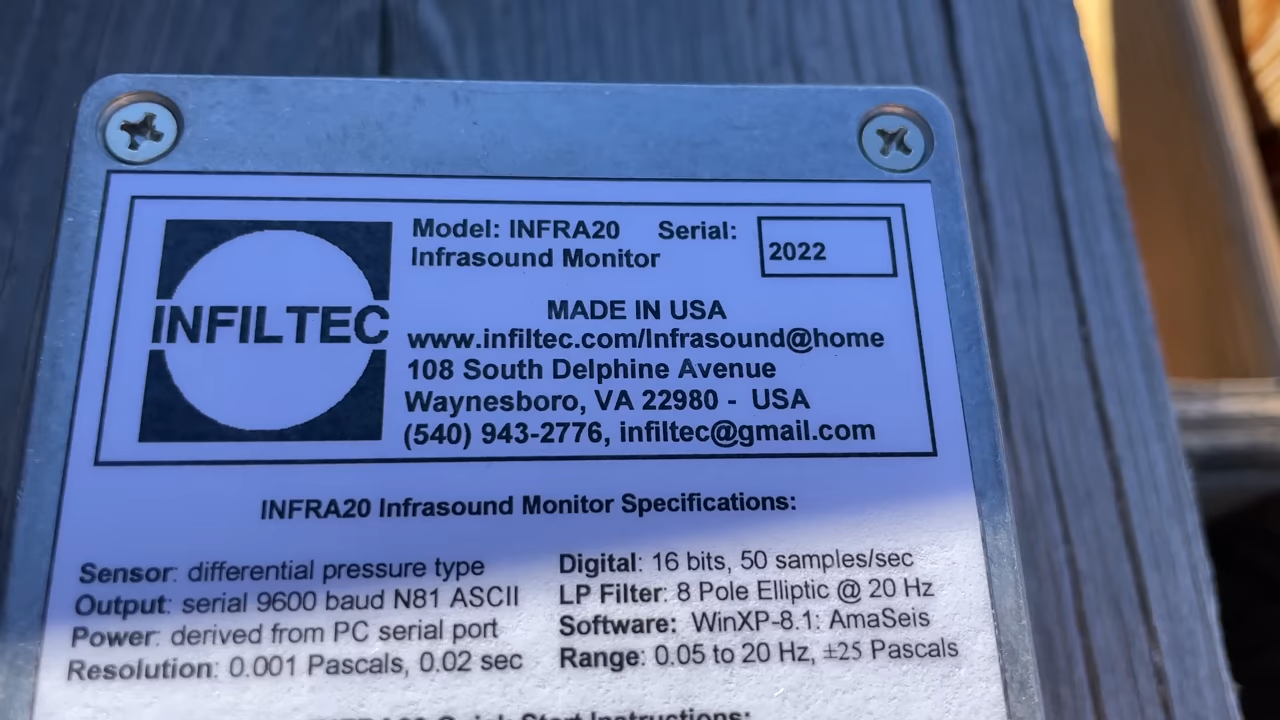 INFILTEC
Model: INFRA20 Serial: 2022
Infrasound Monitor
MADE IN USA
www.infiltec.com/Infrasound@home
108 South Delphine Avenue
Waynesboro, VA 22980 - USA
(540) 943-2776, infiltec@gmail.com
INFRA20 Infrasound Monitor Specifications:
Sensor: differential pressure type
Output: serial 9600 baud N81 ASCII
Power: derived from PC serial port
Resolution: 0.001 Pascals, 0.02 sec
Digital: 16 bits, 50 samples/sec
LP Filter: 8 Pole Elliptic @ 20 Hz
Software: WinXP-8.1: AmaSeis
Range: 0.05 to 20 Hz, ±25 Pascals
Quick Start Instructions: